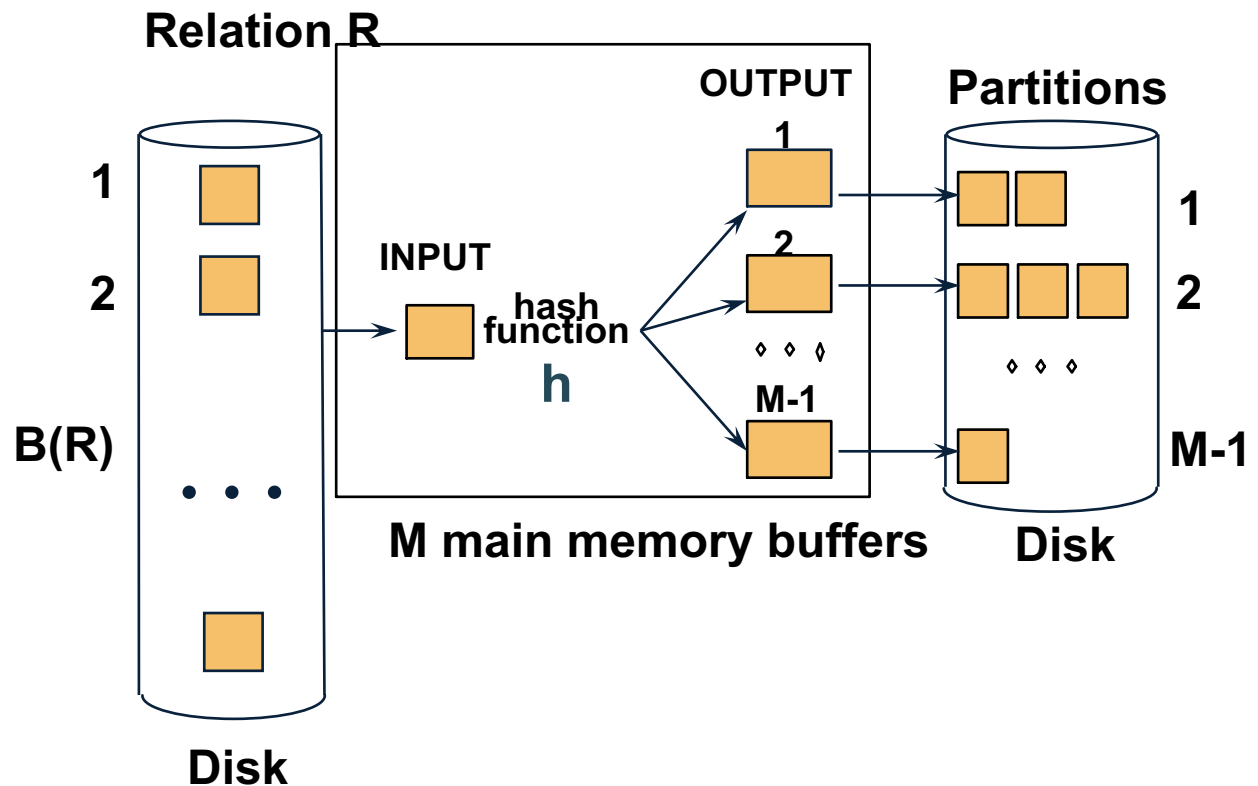 Relation R
OUTPUT
Partitions
1
1
1
2
INPUT
2
2
hash
function
h
M-1
B(R)
M-1
M main memory buffers
Disk
Disk